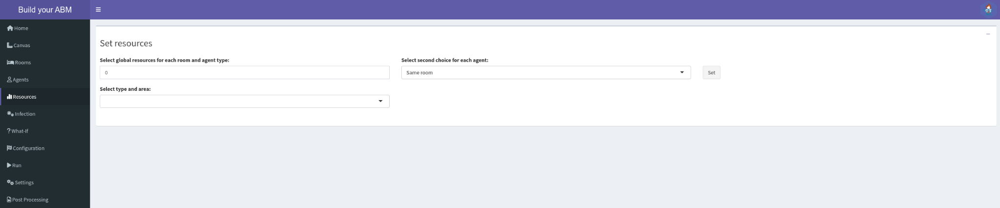 Build your ABM
Home
Canvas
Rooms
Agents
Resources
Infection
What-If
Configuration
Run
Settings
Post Processing
Set resources
Select global resources for each room and agent type:
0
Select second choice for each agent:
Same room
Set
Select type and area: